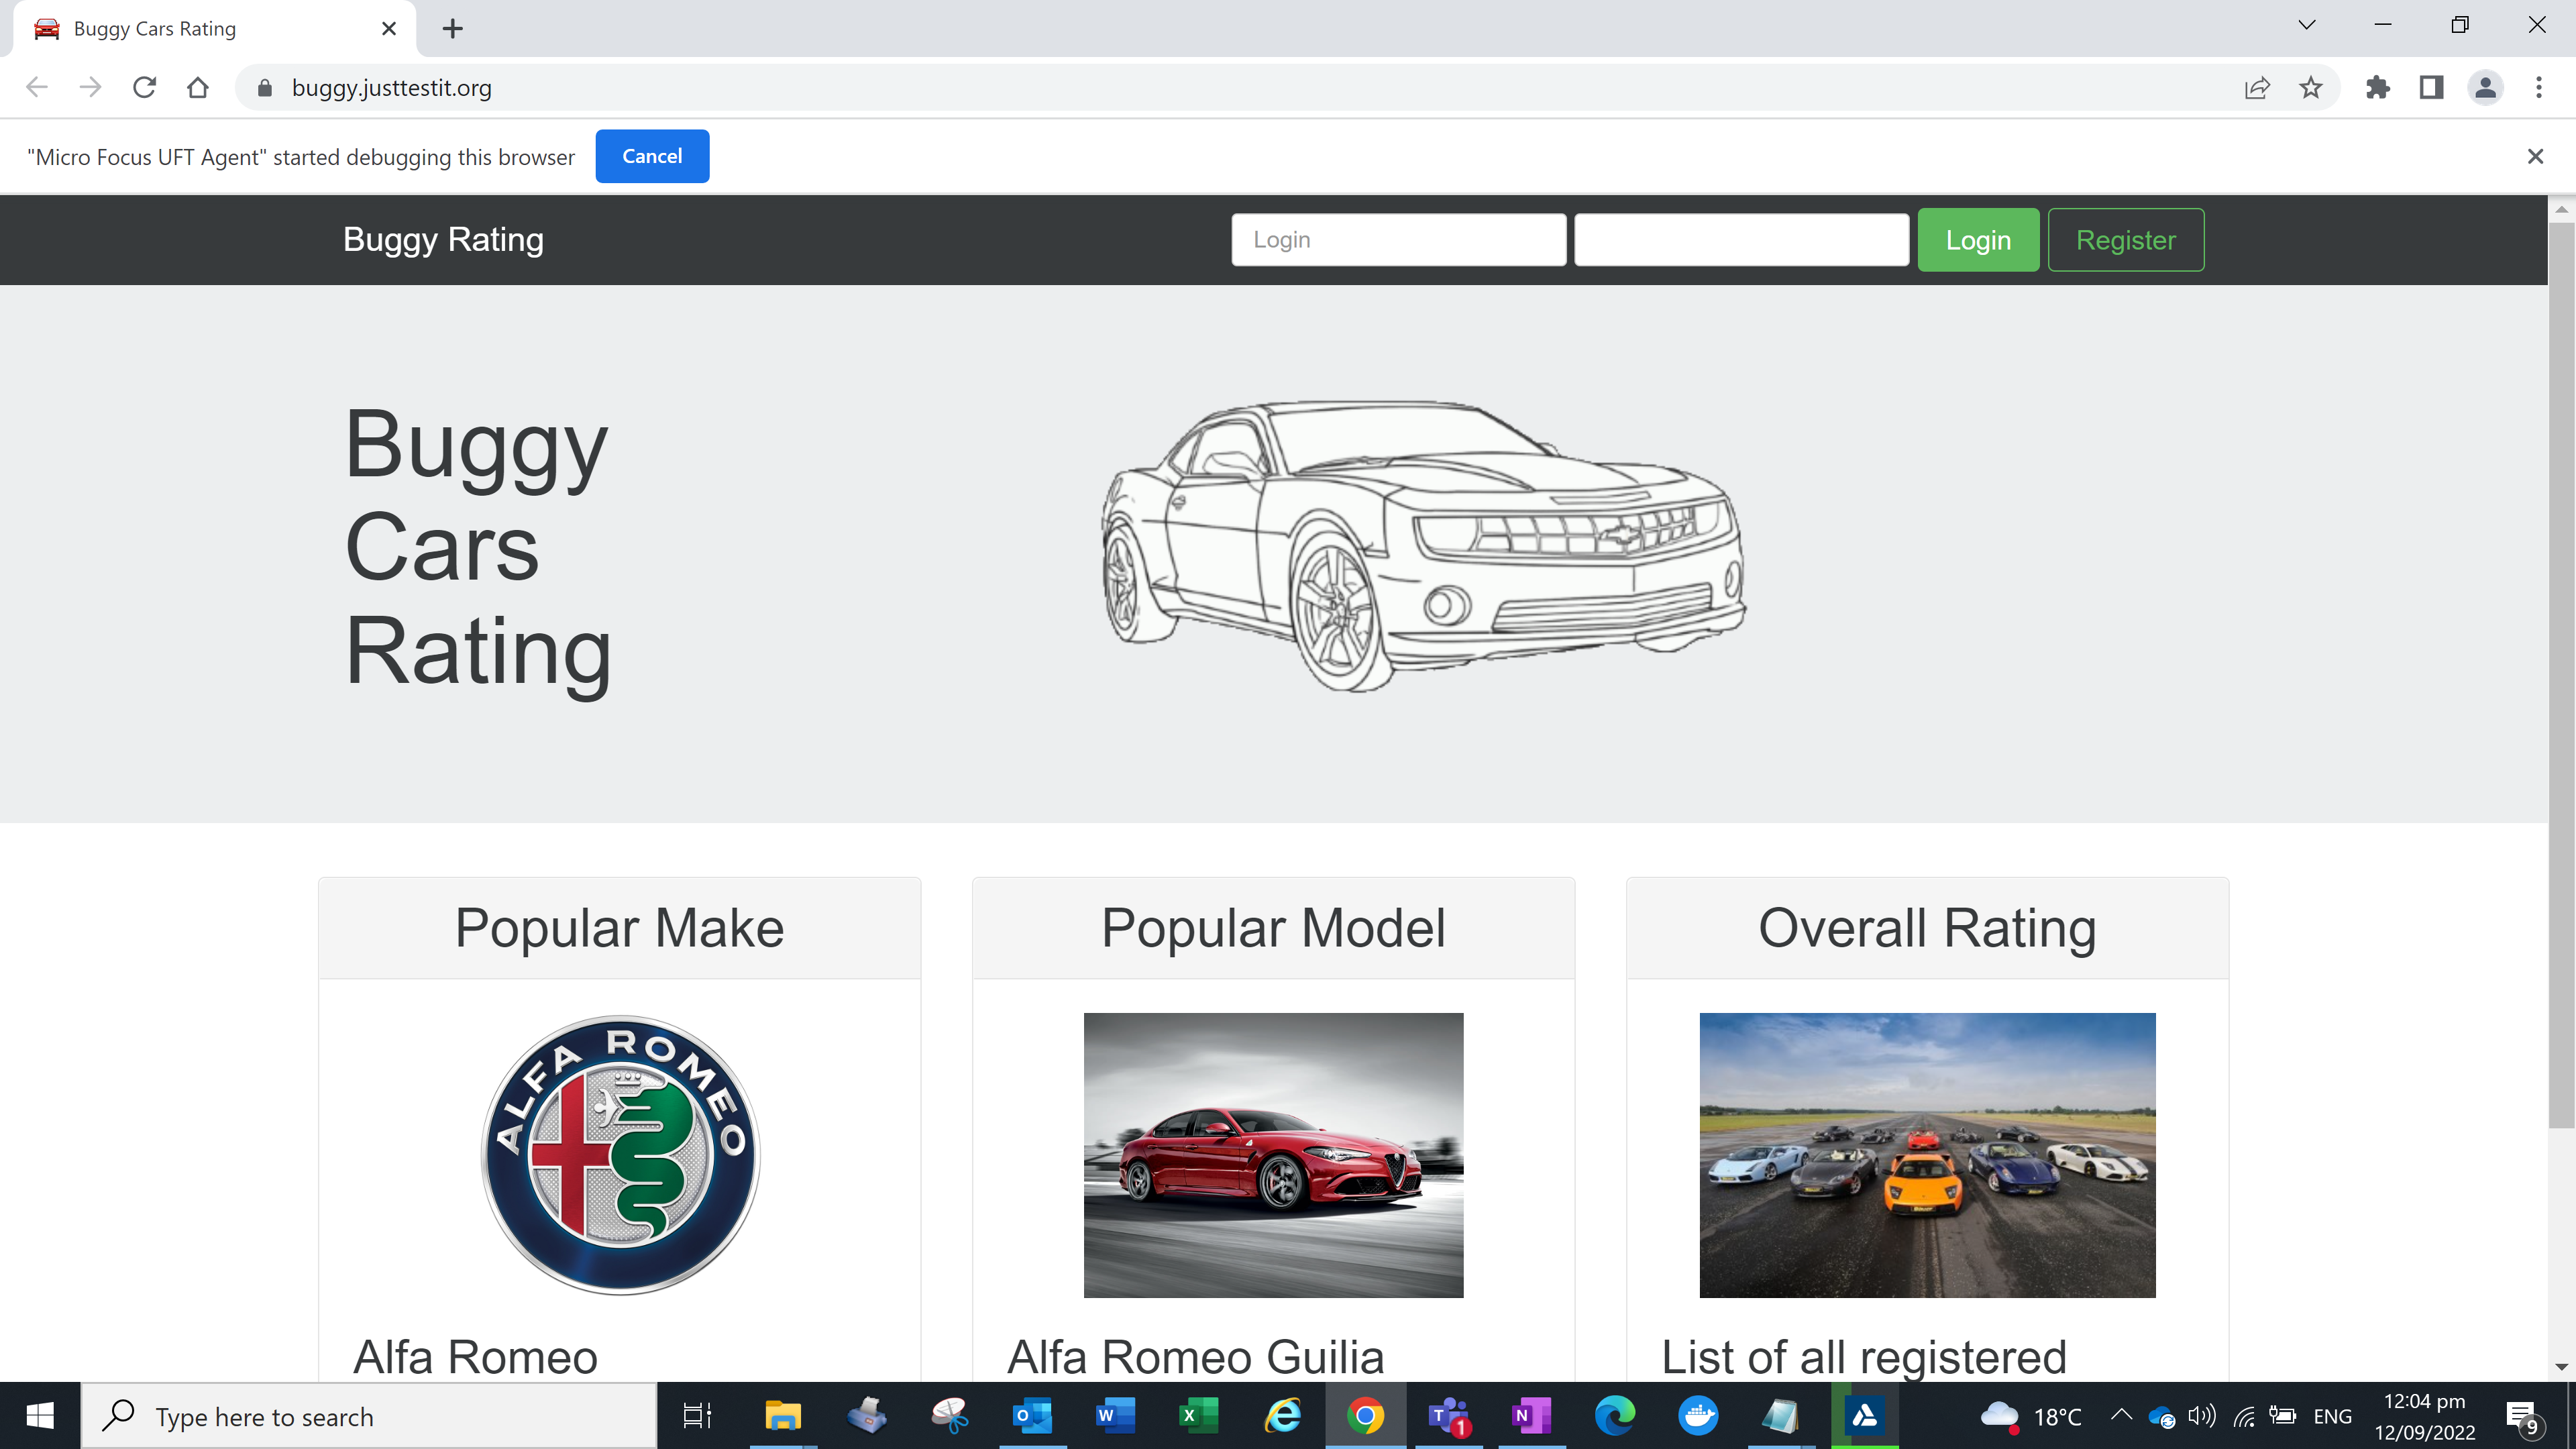 Buggy Cars Rating
buggy.justtestit.org
"Micro Focus UFT Agent" started debugging this browser Cancel
Buggy Rating Login Login Register
Buggy
Cars
Rating
Popular Make Popular Model Overall Rating
ALFA ROMEO
Alfa Romeo Alfa Romeo Guilia List of all registered
Type here to search
18°C ENG
12:04 pm
12/09/2022
1
9